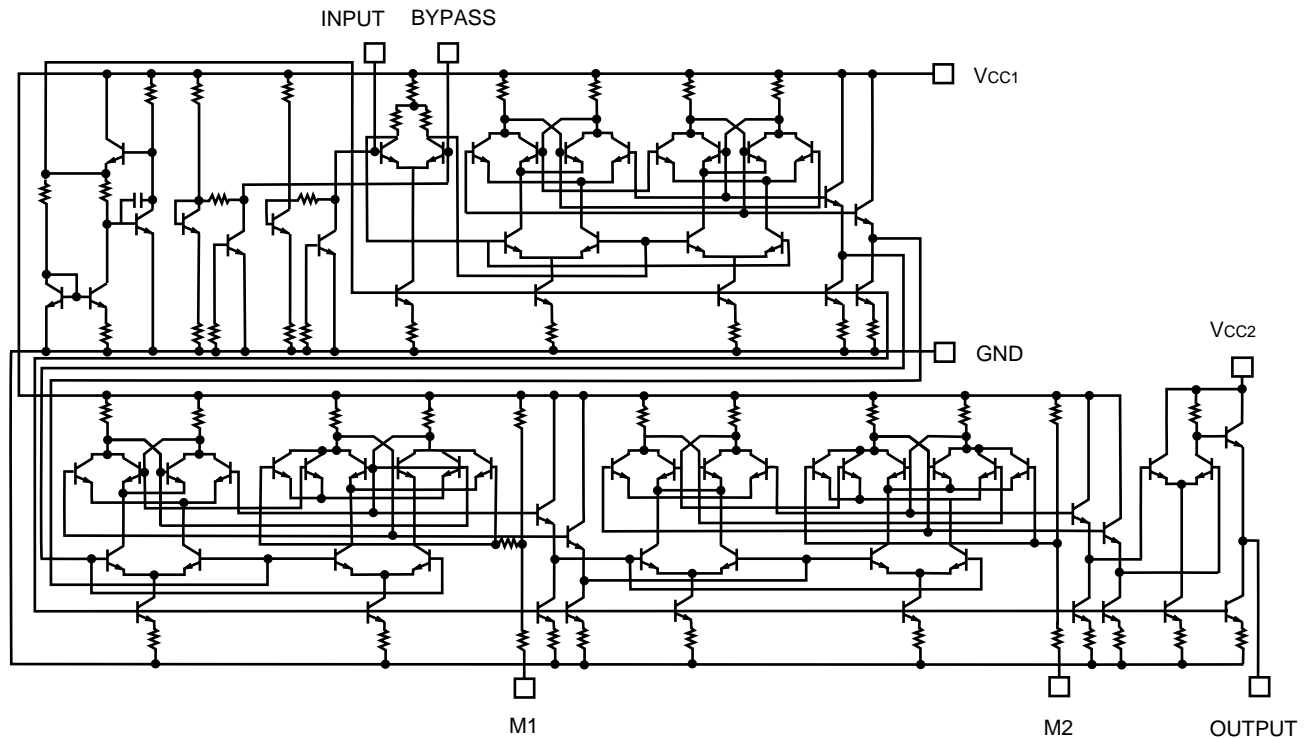 INPUT BYPASS
VCC1
GND
VCC2
M1
M2
OUTPUT